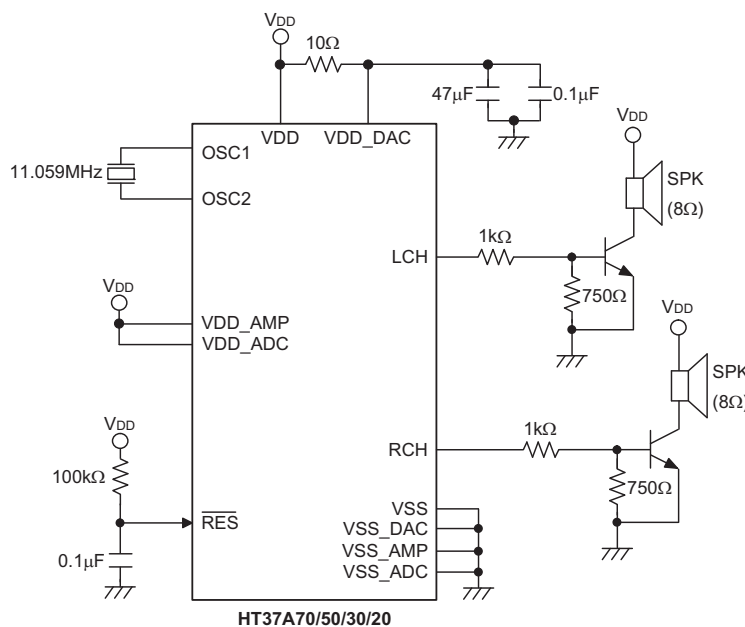 VDD
10Ω
47μF
0.1μF
VDD
VDD_DAC
VDD
OSC1
11.059MHz
OSC2
SPK
(8Ω)
LCH
1kΩ
750Ω
VDD
VDD_AMP
VDD_ADC
VDD
SPK
(8Ω)
VDD
100kΩ
RCH
1kΩ
750Ω
RES
0.1μF
VSS
VSS_DAC
VSS_AMP
VSS_ADC
HT37A70/50/30/20